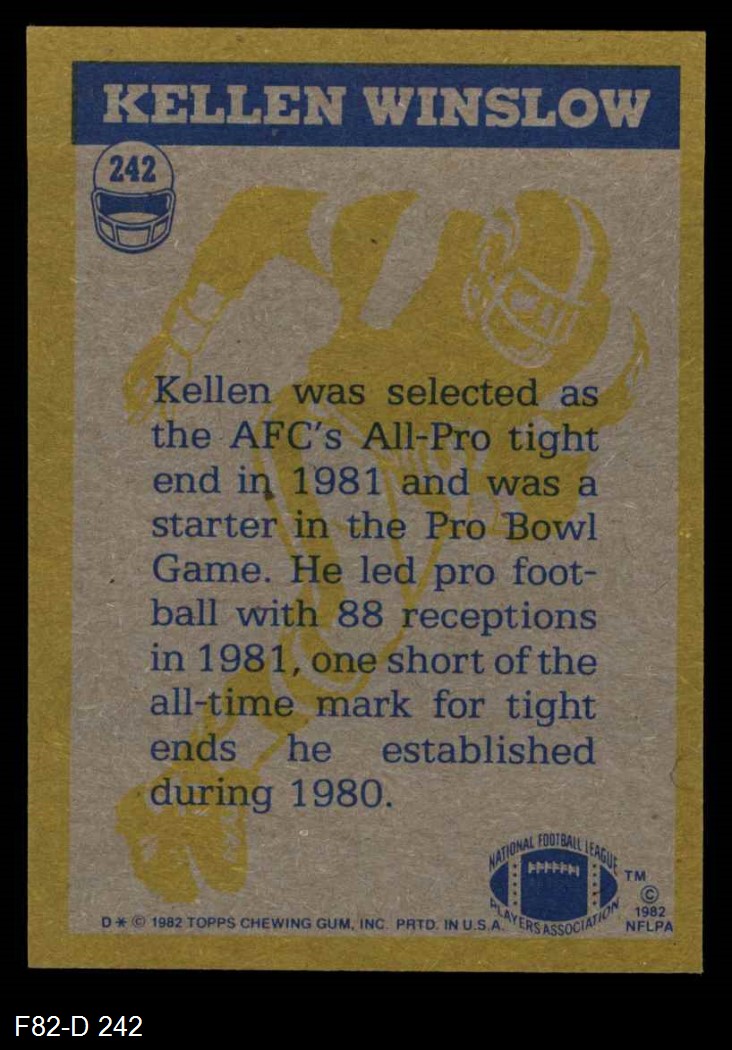 KELLEN WINSLOW
242
Kellen was selected as
the AFC's All-Pro tight
end in 1981 and was a
starter in the Pro Bowl
Game. He led pro foot-
ball with 88 receptions
in 1981, one short of the
all-time mark for tight
ends he established
during 1980.
NATIONAL FOOTBALL LEAGUE
PLAYERS ASSOCIATION
TM
©
1982
NFLPA
D * © 1982 TOPPS CHEWING GUM, INC. PRTD. IN U.S.A.
F82-D 242